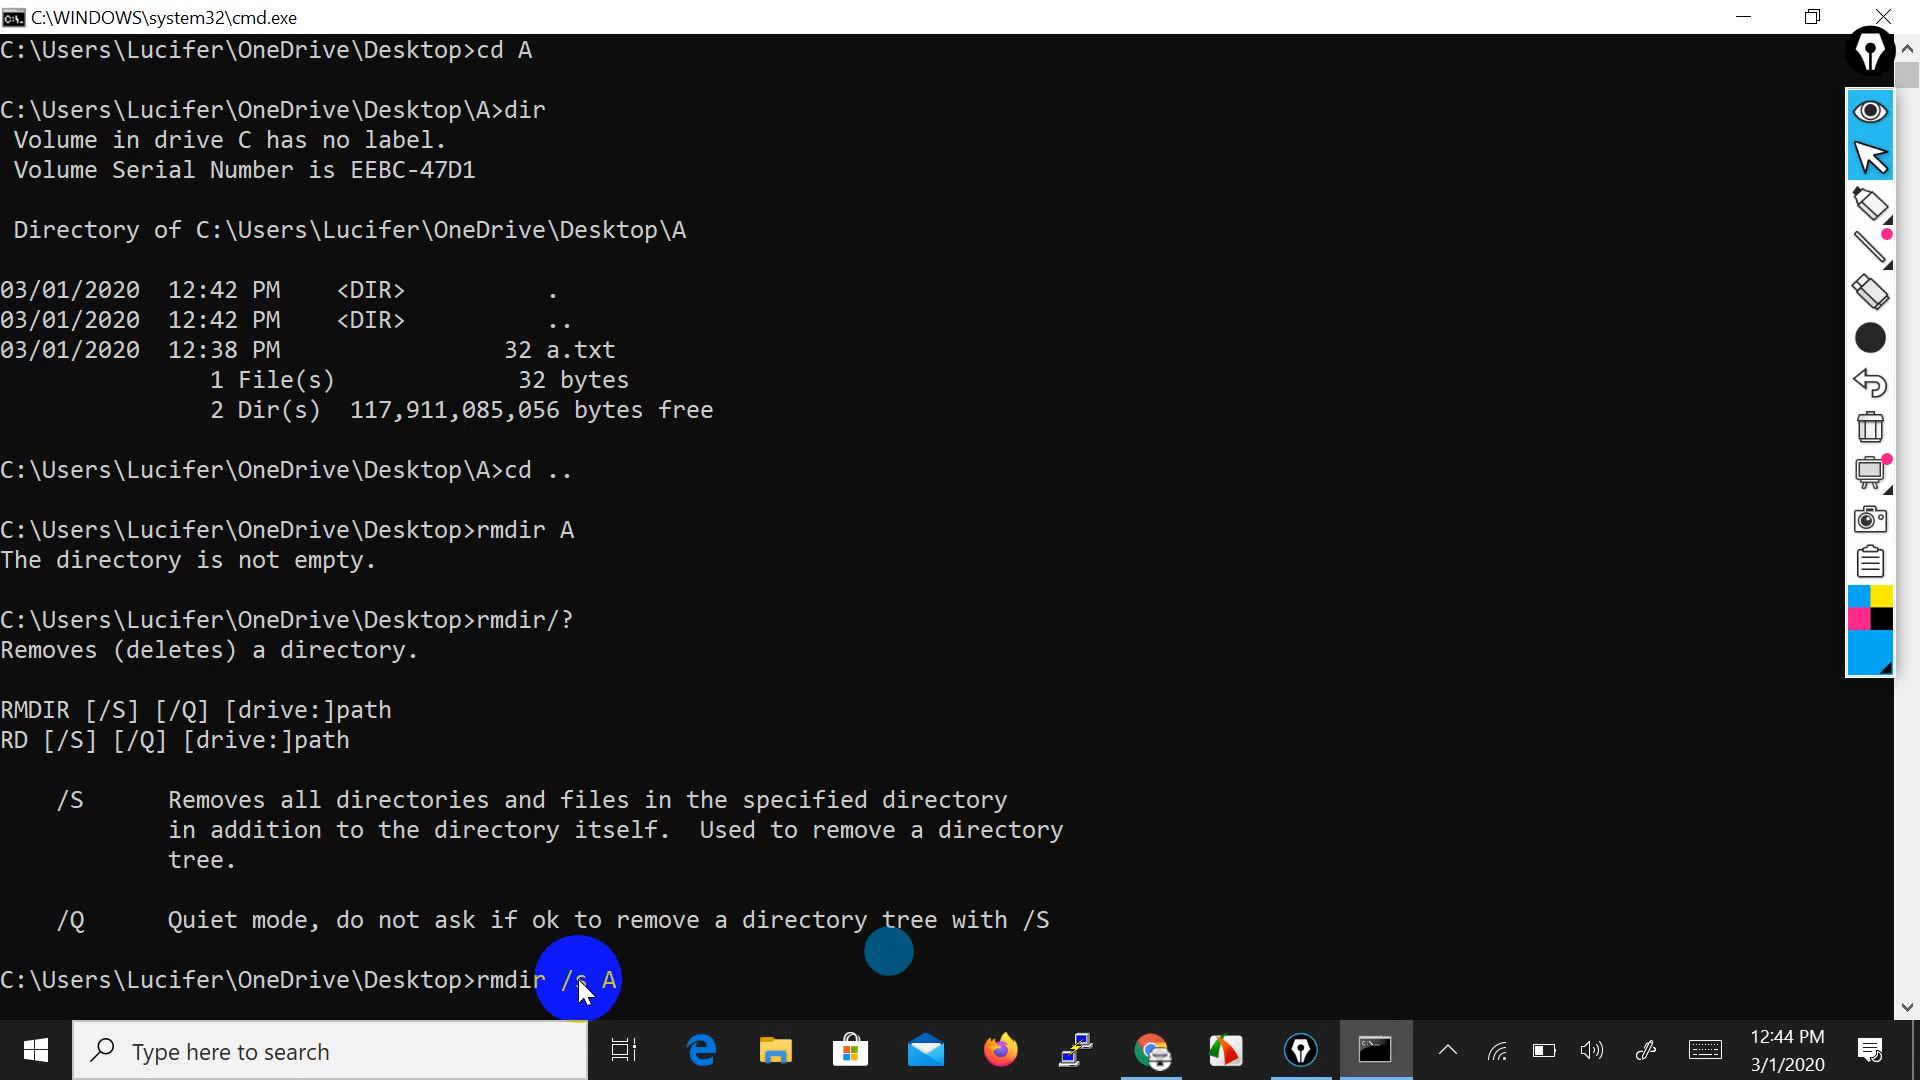 C:\WINDOWS\system32\cmd.exe
C:\Users\Lucifer\OneDrive\Desktop>cd A
C:\Users\Lucifer\OneDrive\Desktop\A>dir
Volume in drive C has no label.
Volume Serial Number is EEBC-47D1
Directory of C:\Users\Lucifer\OneDrive\Desktop\A
03/01/2020  12:42 PM    <DIR>          .
03/01/2020  12:42 PM    <DIR>          ..
03/01/2020  12:38 PM                32 a.txt
1 File(s)             32 bytes
2 Dir(s)  117,911,085,056 bytes free
C:\Users\Lucifer\OneDrive\Desktop\A>cd ..
C:\Users\Lucifer\OneDrive\Desktop>rmdir A
The directory is not empty.
C:\Users\Lucifer\OneDrive\Desktop>rmdir/?
Removes (deletes) a directory.
RMDIR [/S] [/Q] [drive:]path
RD [/S] [/Q] [drive:]path
/S      Removes all directories and files in the specified directory
in addition to the directory itself.  Used to remove a directory
tree.
/Q      Quiet mode, do not ask if ok to remove a directory tree with /S
C:\Users\Lucifer\OneDrive\Desktop>rmdir /s A
Type here to search
12:44 PM
3/1/2020